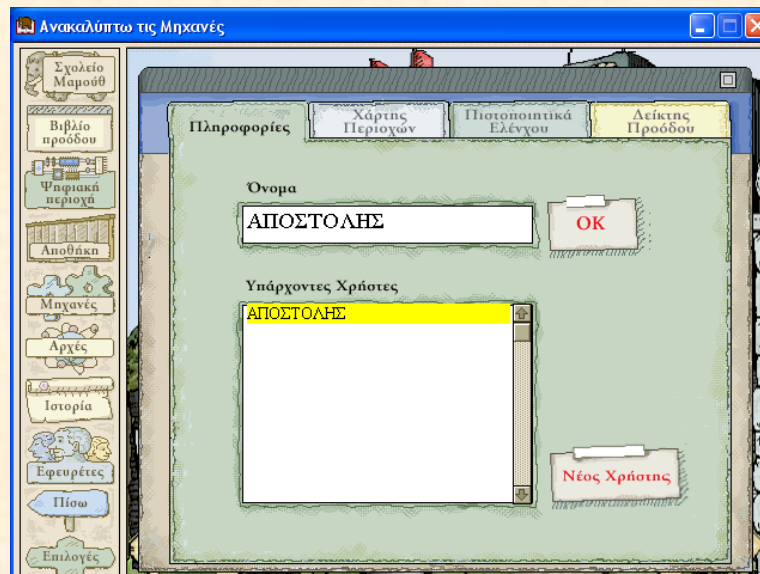 Ανακαλύπτω τις Μηχανές
Σχολείο
Μαμούθ
Βιβλίο
προόδου
Ψηφιακή
περιοχή
Αποθήκη
Μηχανές
Αρχές
Ιστορία
Εφευρέτες
Πίσω
Επιλογές
Πληροφορίες
Χάρτης
Περιοχών
Πιστοποιητικά
Ελένχου
Δείκτης
Προόδου
Όνομα
ΑΠΟΣΤΟΛΗΣ
OK
Υπάρχοντες Χρήστες
ΑΠΟΣΤΟΛΗΣ
Νέος Χρήστης